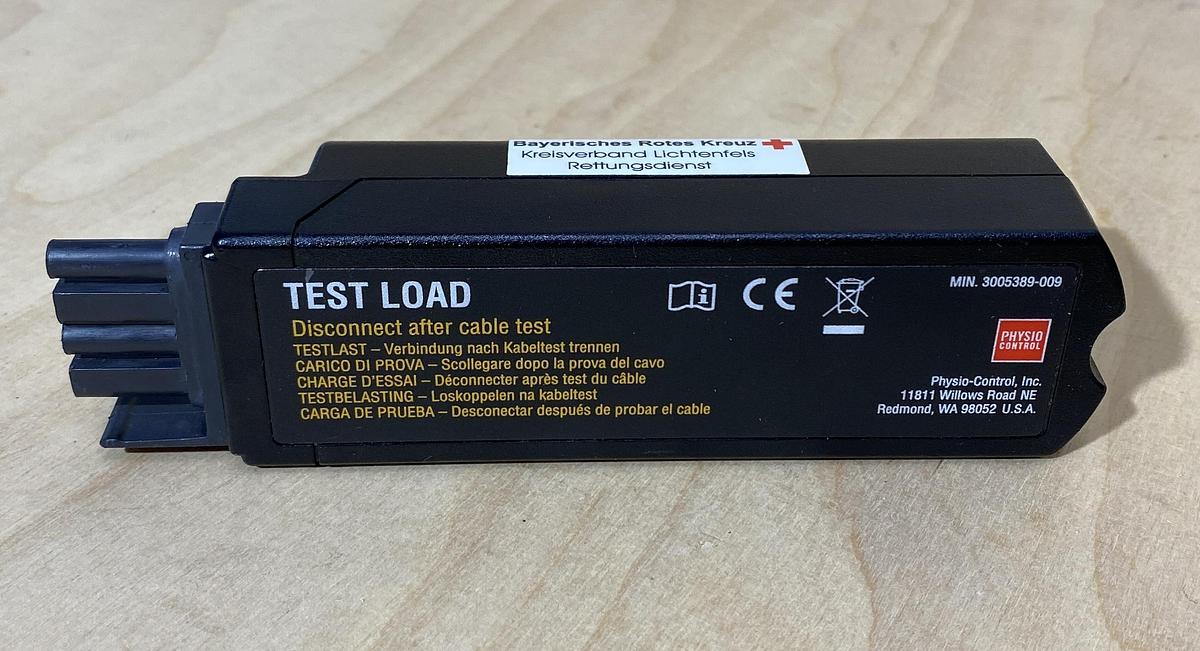 Bayerisches Rotes Kreuz
Kreisverband Lichtenfels
Rettungsdienst
TEST LOAD
Disconnect after cable test
TESTLAST – Verbindung nach Kabeltest trennen
CARICO DI PROVA – Scollegare dopo la prova del cavo
CHARGE D'ESSAI – Déconnecter après test du câble
TESTBELASTING – Loskoppelen na kabeltest
CARGA DE PRUEBA – Desconectar después de probar el cable
i
CE
MIN. 3005389-009
PHYSIO
CONTROL
Physio-Control, Inc.
11811 Willows Road NE
Redmond, WA 98052 U.S.A.